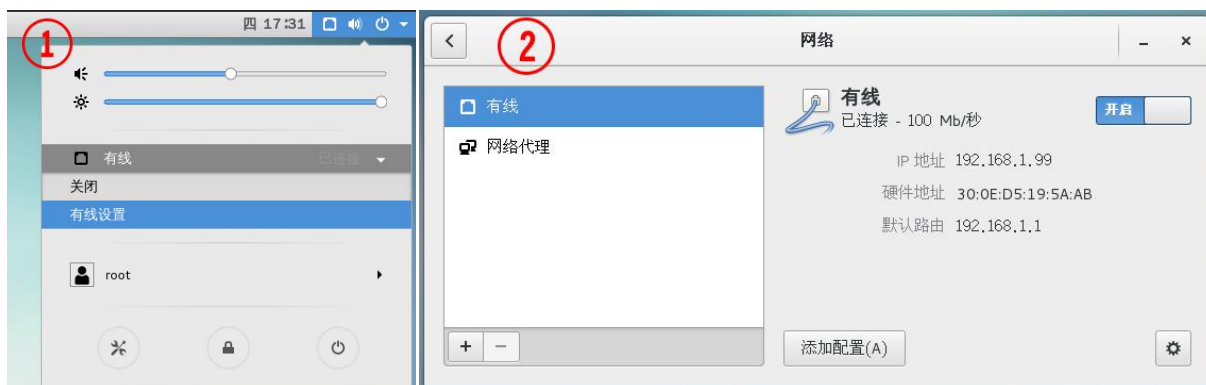 四 17:31
①
有线 已连接
关闭
有线设置
root
②
网络
有线
网络代理
有线
已连接 - 100 Mb/秒
开启
IP 地址 192.168.1.99
硬件地址 30:0E:D5:19:5A:AB
默认路由 192.168.1.1
添加配置(A)